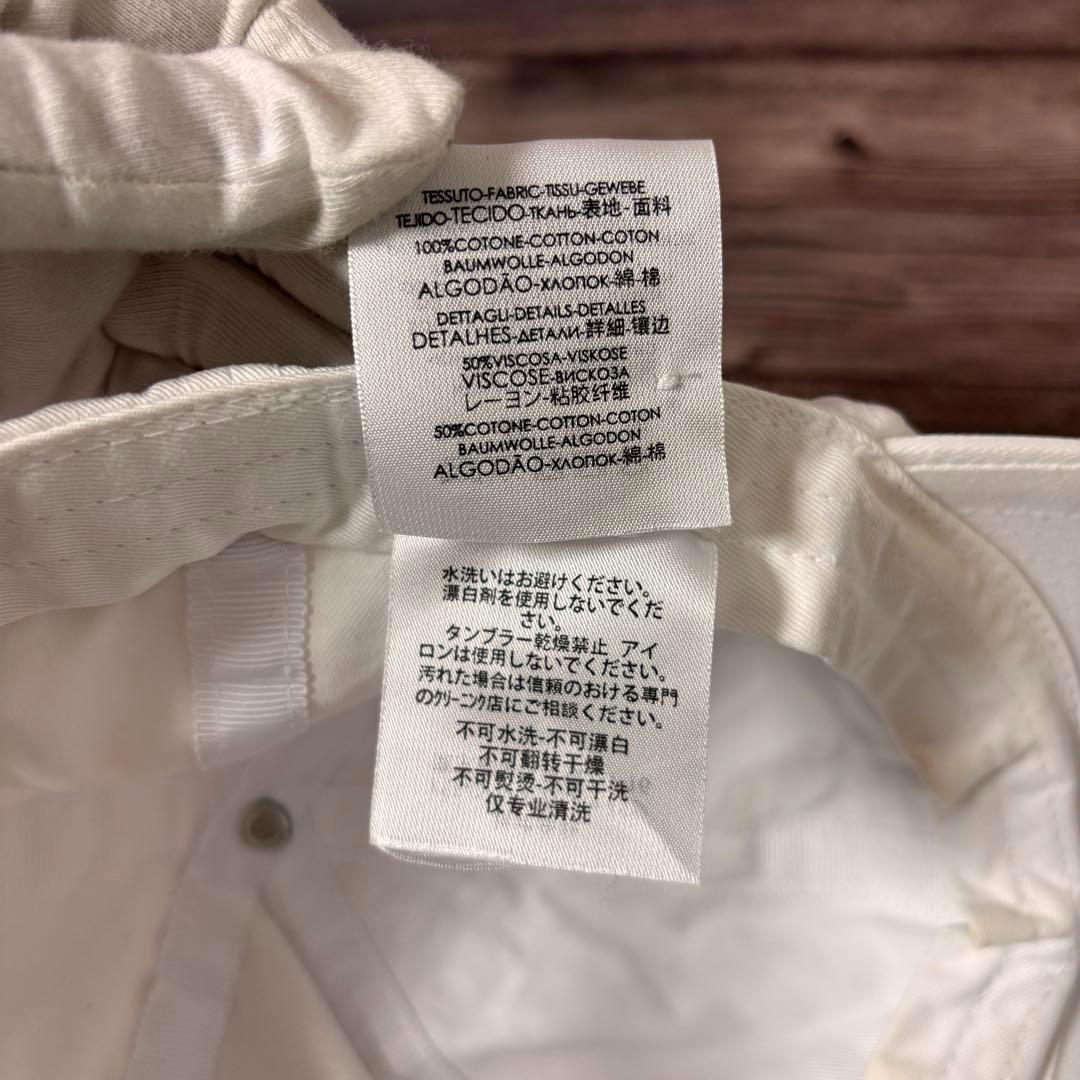 TESSUTO-FABRIC-TISSU-GEWEBE
TEJIDO-TECIDO-ТКАНЬ-表地-面料
100%COTONE-COTTON-COTON
BAUMWOLLE-ALGODON
ALGODÃO-ХЛОПОК-綿-棉
DETTAGLI-DETAILS-DETALLES
DETALHES-ДЕТАЛИ-詳細-镶边
50%VISCOSA-VISKOSE
VISCOSE-ВИСКОЗА
レーヨン-粘胶纤维
50%COTONE-COTTON-COTON
BAUMWOLLE-ALGODON
ALGODÃO-ХЛОПОК-綿-棉
水洗いはお避けください。
漂白剤を使用しないでくだ
さい。
タンブラー乾燥禁止 アイ
ロンは使用しないでください。
汚れた場合は信頼のおける専門
のクリーニング店にご相談ください。
不可水洗-不可漂白
不可翻转干燥
不可熨烫-不可干洗
仅专业清洗